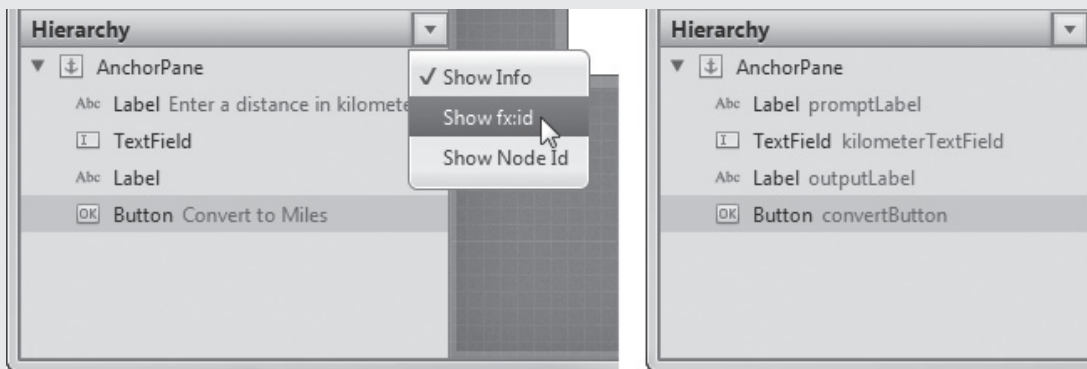 Hierarchy
AnchorPane
Abc Label Enter a distance in kilomete
TextField
Abc Label
OK Button Convert to Miles
✓ Show Info
Show fx:id
Show Node Id
Hierarchy
AnchorPane
Abc Label promptLabel
TextField kilometerTextField
Abc Label outputLabel
OK Button convertButton